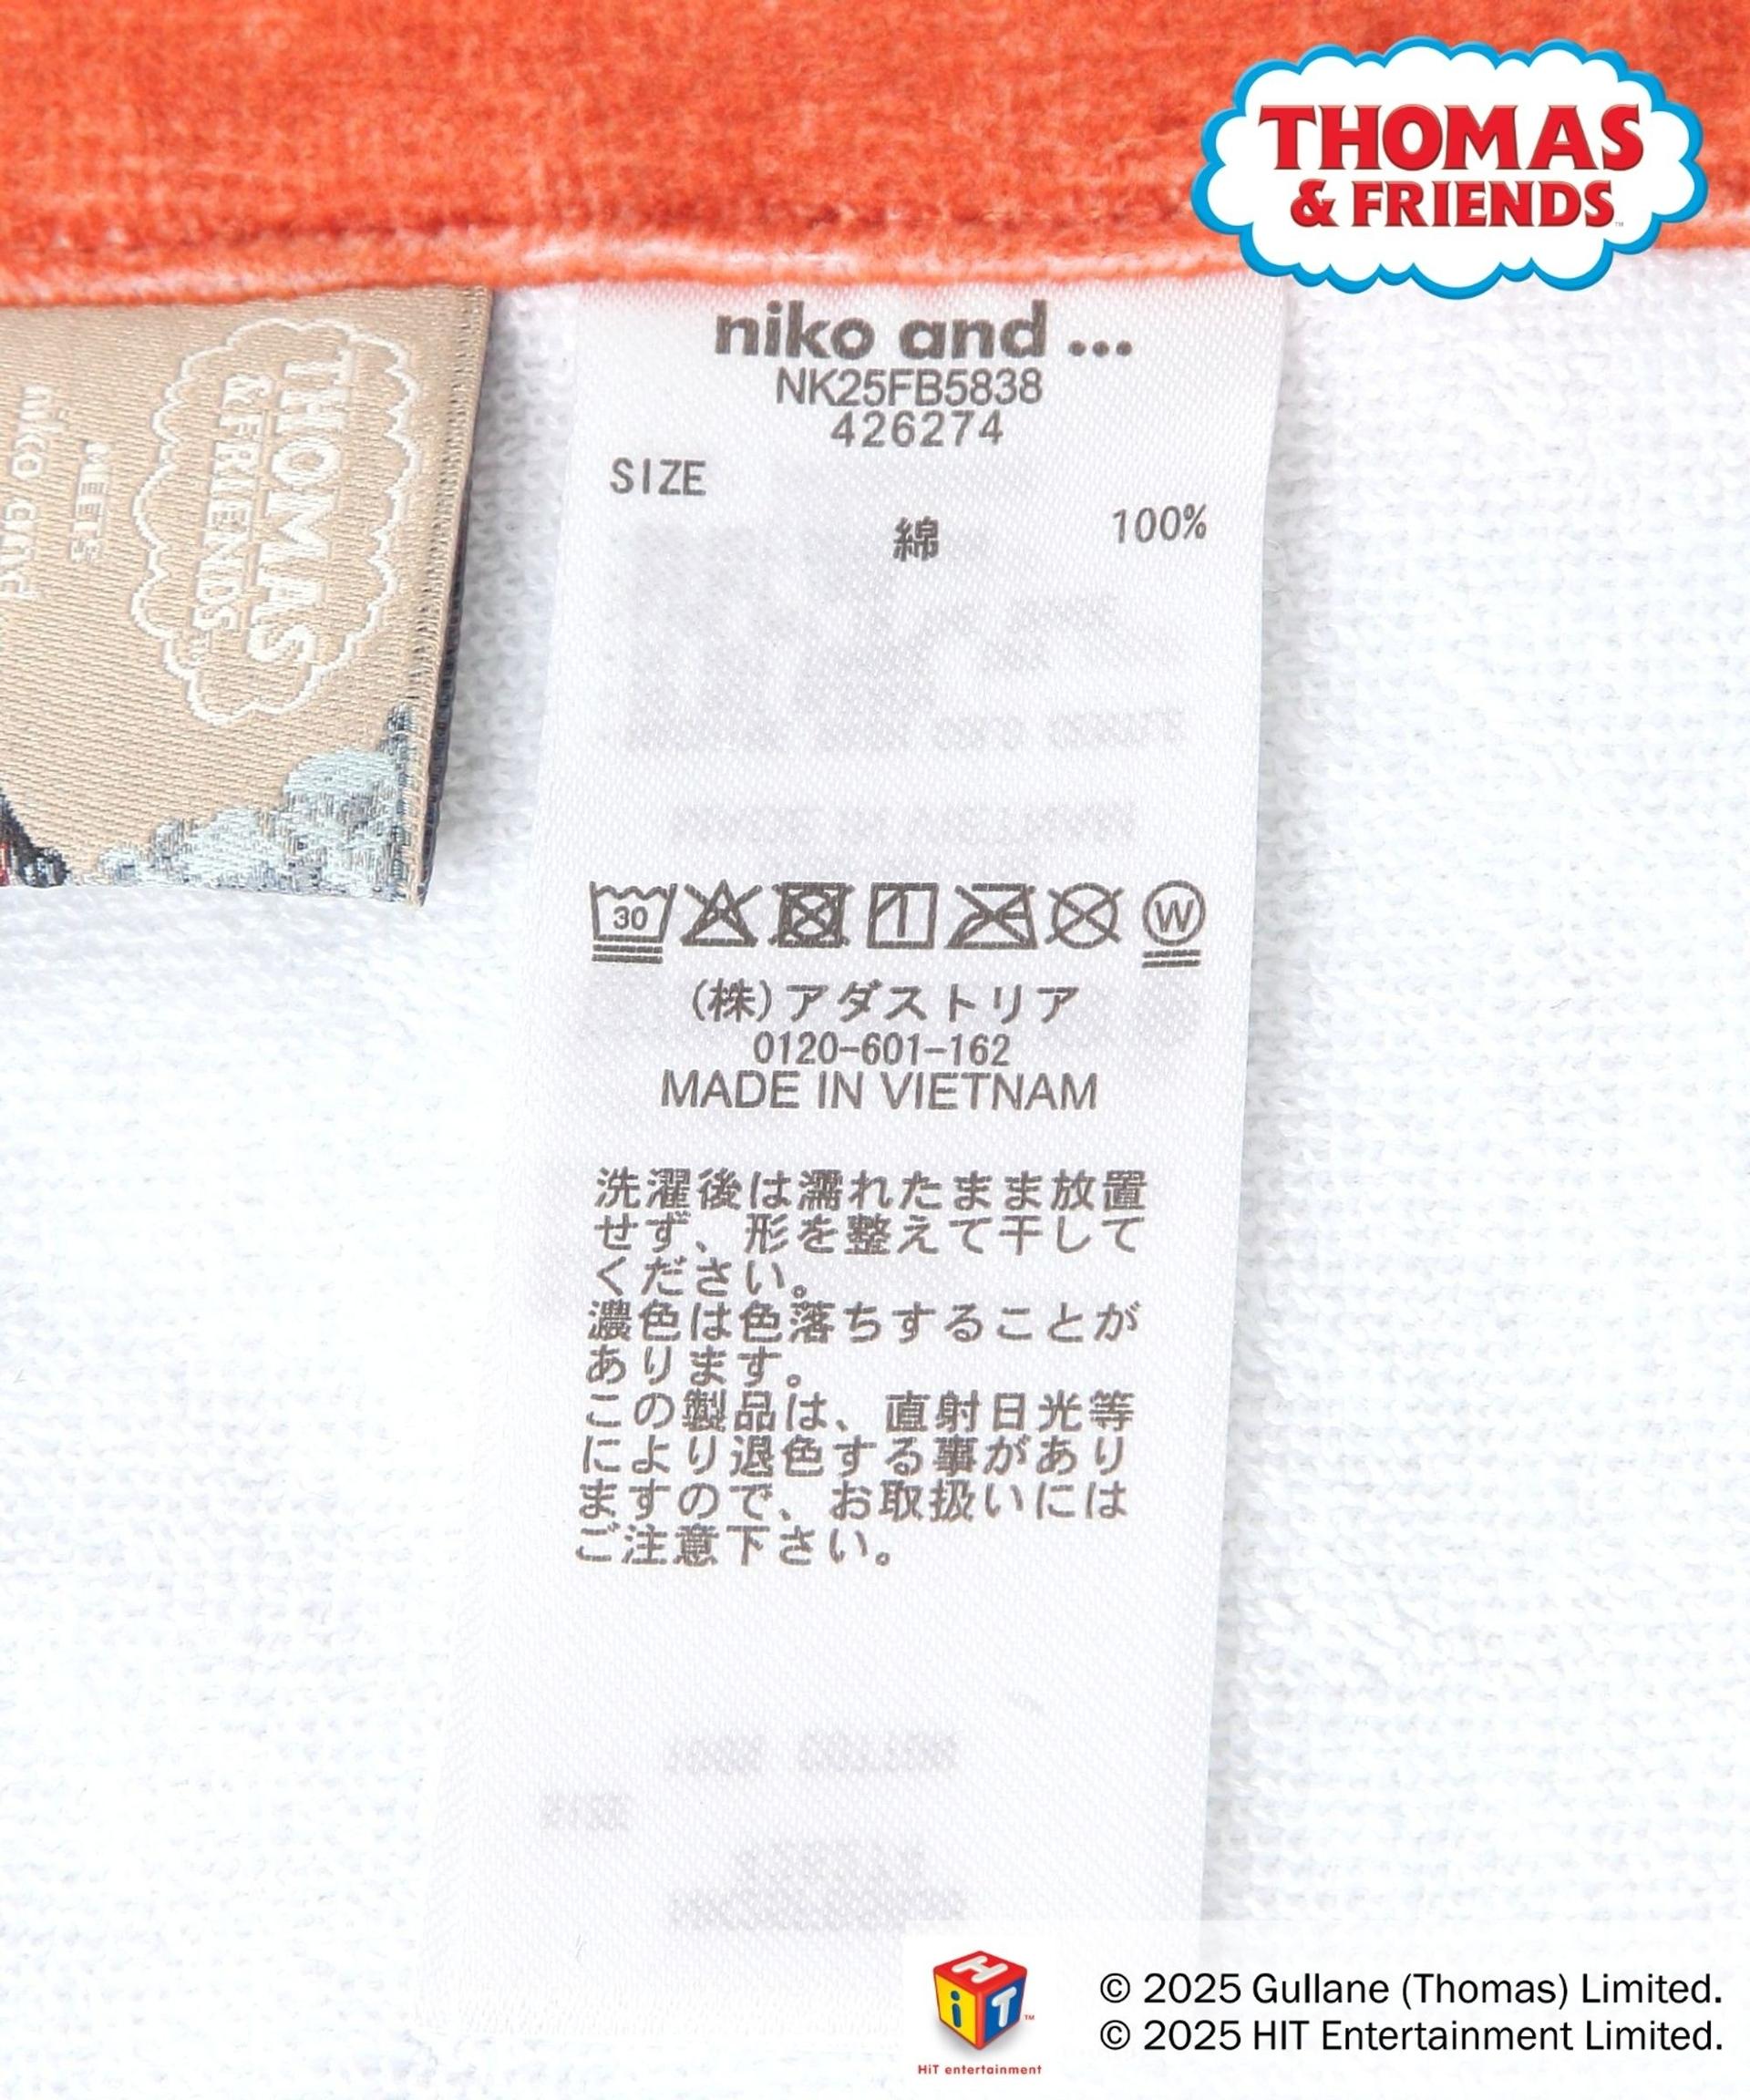 THOMAS
& FRIENDS
niko and ...
NK25FB5838
426274
SIZE
綿 100%
30
W
(株)アダストリア
0120-601-162
MADE IN VIETNAM
洗濯後は濡れたまま放置
せず、形を整えて干して
ください。
濃色は色落ちすることが
あります。
この製品は、直射日光等
により退色する事があり
ますので、お取扱いには
ご注意下さい。
THOMAS
& FRIENDS
MEETS
niko and
HiT
HiT entertainment
© 2025 Gullane (Thomas) Limited.
© 2025 HIT Entertainment Limited.